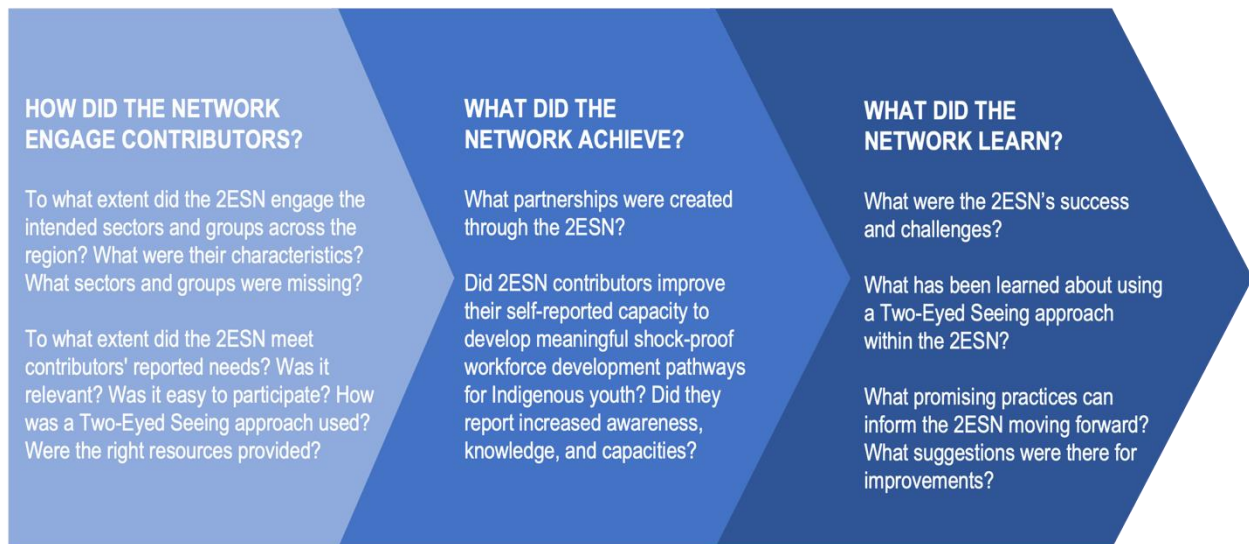 HOW DID THE NETWORK
ENGAGE CONTRIBUTORS?
To what extent did the 2ESN engage the
intended sectors and groups across the
region? What were their characteristics?
What sectors and groups were missing?
To what extent did the 2ESN meet
contributors' reported needs? Was it
relevant? Was it easy to participate? How
was a Two-Eyed Seeing approach used?
Were the right resources provided?
WHAT DID THE
NETWORK ACHIEVE?
What partnerships were created
through the 2ESN?
Did 2ESN contributors improve
their self-reported capacity to
develop meaningful shock-proof
workforce development pathways
for Indigenous youth? Did they
report increased awareness,
knowledge, and capacities?
WHAT DID THE
NETWORK LEARN?
What were the 2ESN’s success
and challenges?
What has been learned about using
a Two-Eyed Seeing approach
within the 2ESN?
What promising practices can
inform the 2ESN moving forward?
What suggestions were there for
improvements?